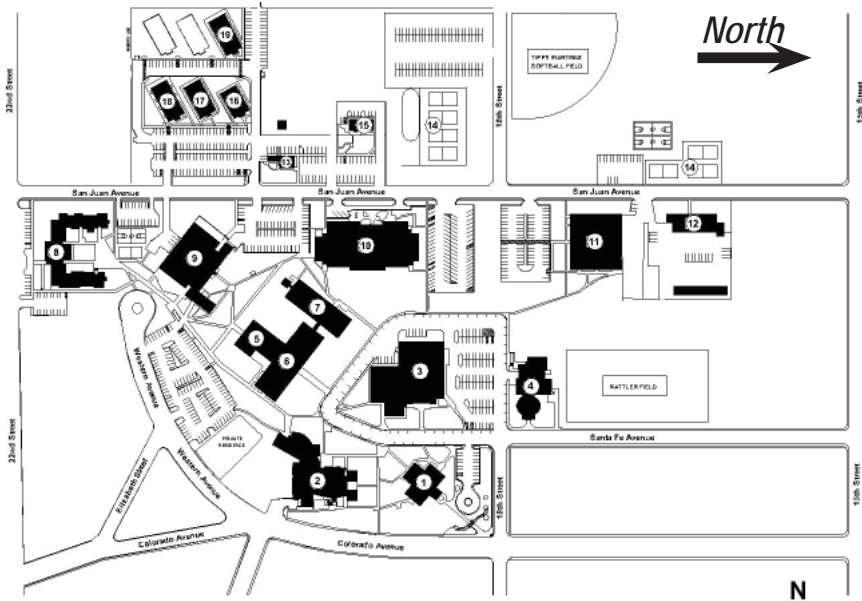 North
19
TIPPY MARTINEZ
SOFTBALL FIELD
22nd Street
18
17
16
15
14
18th Street
15th Street
13
14
San Juan Avenue
San Juan Avenue
San Juan Avenue
8
9
10
11
12
7
5
6
3
4
RATTLER FIELD
Western Avenue
PRIVATE
RESIDENCE
Santa Fe Avenue
22nd Street
Elizabeth Street
Western Avenue
2
1
18th Street
15th Street
Colorado Avenue
Colorado Avenue
N